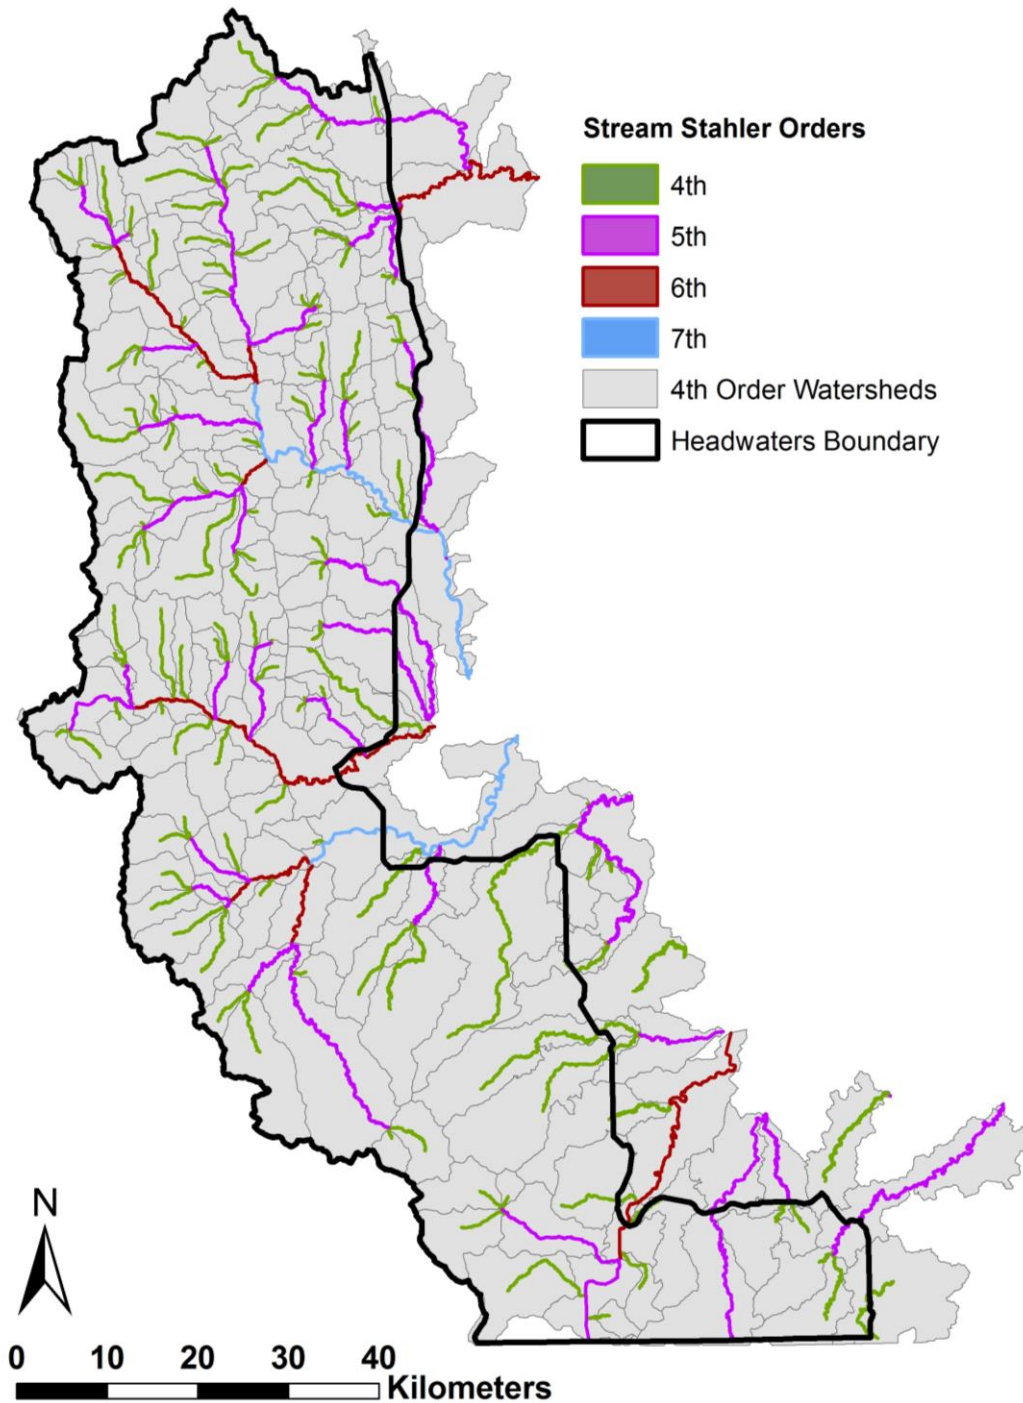 Stream Stahler Orders
4th
5th
6th
7th
4th Order Watersheds
Headwaters Boundary
N
0 10 20 30 40
Kilometers